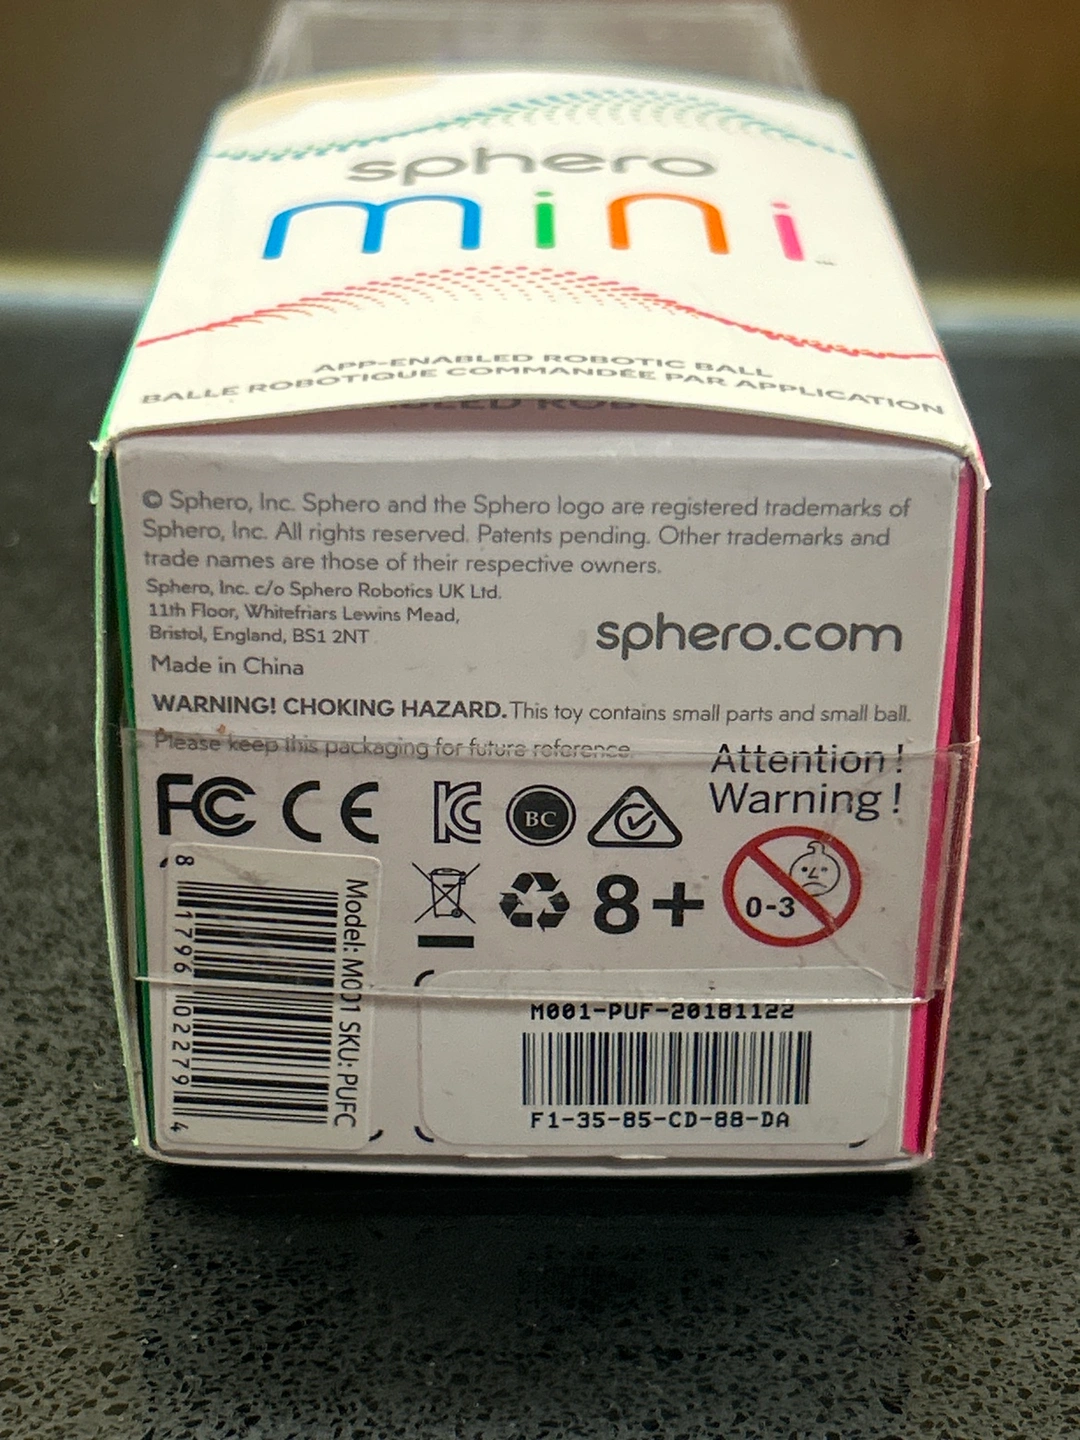 sphero
mini
APP-ENABLED ROBOTIC BALL
BALLE ROBOTIQUE COMMANDÉE PAR APPLICATION
© Sphero, Inc. Sphero and the Sphero logo are registered trademarks of
Sphero, Inc. All rights reserved. Patents pending. Other trademarks and
trade names are those of their respective owners.
Sphero, Inc. c/o Sphero Robotics UK Ltd.
11th Floor, Whitefriars Lewins Mead,
Bristol, England, BS1 2NT
sphero.com
Made in China
WARNING! CHOKING HAZARD. This toy contains small parts and small ball.
Please keep this packaging for future reference.
Attention !
Warning !
FC CE KC BC
8+
0-3
Model: M001 SKU: PUFC
8 17961 02279 4
M001-PUF-20181122
F1-35-85-CD-88-DA